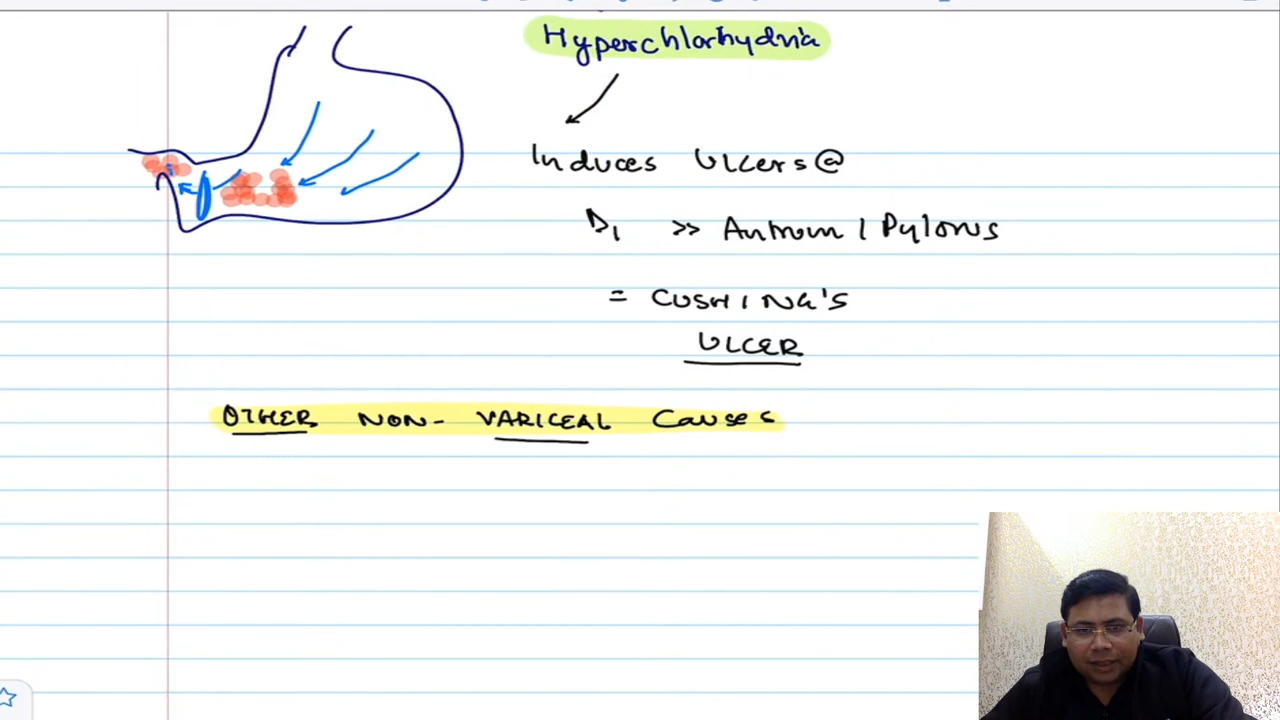 Hyperchlorhydria
Induces Ulcers @
D1 >> Antrum / Pylorus
= CUSHING'S
ULCER
OTHER NON-VARICEAL Causes